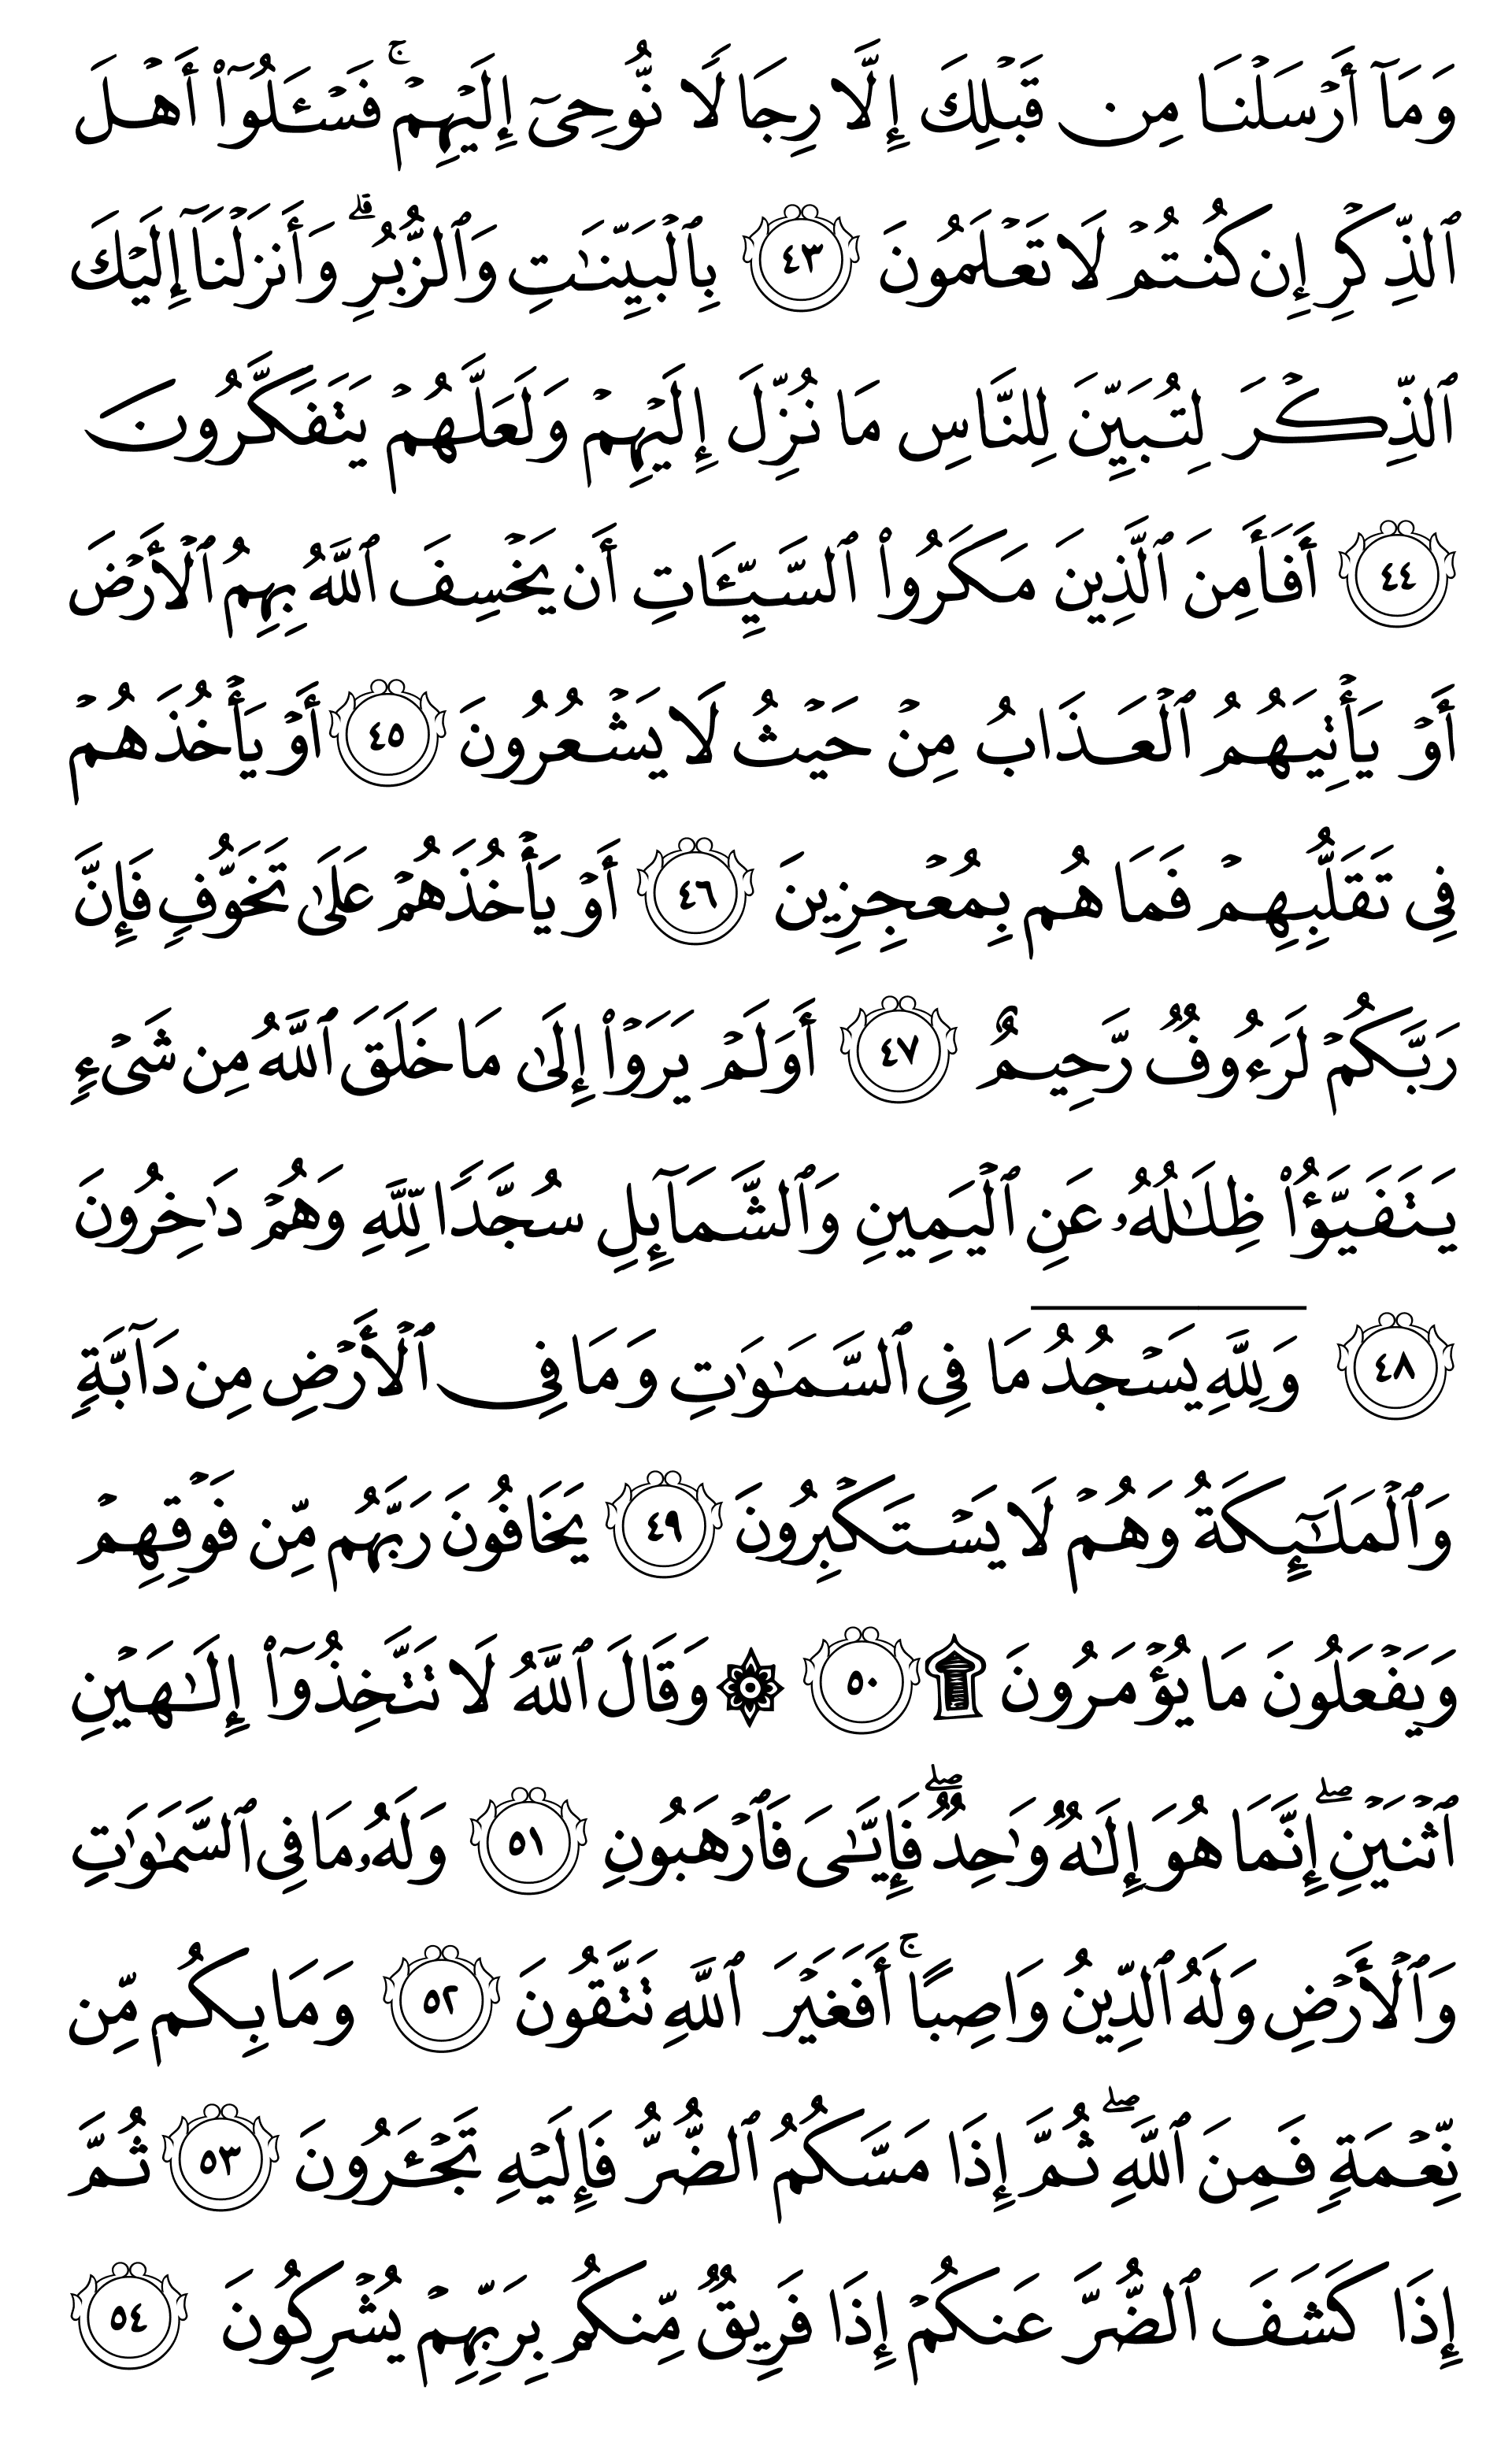 وَمَآ أَرۡسَلۡنَا مِن قَبۡلِكَ إِلَّا رِجَالٗا نُّوحِيٓ إِلَيۡهِمۡۖ فَسۡـَٔلُوٓاْ أَهۡلَ
ٱلذِّكۡرِ إِن كُنتُمۡ لَا تَعۡلَمُونَ ٤٣ بِٱلۡبَيِّنَٰتِ وَٱلزُّبُرِۗ وَأَنزَلۡنَآ إِلَيۡكَ
ٱلذِّكۡرَ لِتُبَيِّنَ لِلنَّاسِ مَا نُزِّلَ إِلَيۡهِمۡ وَلَعَلَّهُمۡ يَتَفَكَّرُونَ
٤٤ أَفَأَمِنَ ٱلَّذِينَ مَكَرُواْ ٱلسَّيِّـَٔاتِ أَن يَخۡسِفَ ٱللَّهُ بِهِمُ ٱلۡأَرۡضَ
أَوۡ يَأۡتِيَهُمُ ٱلۡعَذَابُ مِنۡ حَيۡثُ لَا يَشۡعُرُونَ ٤٥ أَوۡ يَأۡخُذَهُمۡ
فِي تَقَلُّبِهِمۡ فَمَا هُم بِمُعۡجِزِينَ ٤٦ أَوۡ يَأۡخُذَهُمۡ عَلَىٰ تَخَوُّفٖ فَإِنَّ
رَبَّكُمۡ لَرَءُوفٞ رَّحِيمٌ ٤٧ أَوَلَمۡ يَرَوۡاْ إِلَىٰ مَا خَلَقَ ٱللَّهُ مِن شَيۡءٖ
يَتَفَيَّؤُاْ ظِلَٰلُهُۥ عَنِ ٱلۡيَمِينِ وَٱلشَّمَآئِلِ سُجَّدٗا لِّلَّهِ وَهُمۡ دَٰخِرُونَ
٤٨ وَلِلَّهِۤ يَسۡجُدُۤ مَا فِي ٱلسَّمَٰوَٰتِ وَمَا فِي ٱلۡأَرۡضِ مِن دَآبَّةٖ
وَٱلۡمَلَٰٓئِكَةُ وَهُمۡ لَا يَسۡتَكۡبِرُونَ ٤٩ يَخَافُونَ رَبَّهُم مِّن فَوۡقِهِمۡ
وَيَفۡعَلُونَ مَا يُؤۡمَرُونَ۩ ٥٠ ۞وَقَالَ ٱللَّهُ لَا تَتَّخِذُوٓاْ إِلَٰهَيۡنِ
ٱثۡنَيۡنِۖ إِنَّمَا هُوَ إِلَٰهٞ وَٰحِدٞۖ فَإِيَّٰيَ فَٱرۡهَبُونِ ٥١ وَلَهُۥ مَا فِي ٱلسَّمَٰوَٰتِ
وَٱلۡأَرۡضِ وَلَهُ ٱلدِّينُ وَاصِبًاۚ أَفَغَيۡرَ ٱللَّهِ تَتَّقُونَ ٥٢ وَمَا بِكُم مِّن
نِّعۡمَةٖ فَمِنَ ٱللَّهِۖ ثُمَّ إِذَا مَسَّكُمُ ٱلضُّرُّ فَإِلَيۡهِ تَجۡـَٔرُونَ ٥٣ ثُمَّ
إِذَا كَشَفَ ٱلضُّرَّ عَنكُمۡ إِذَا فَرِيقٞ مِّنكُم بِرَبِّهِمۡ يُشۡرِكُونَ ٥٤